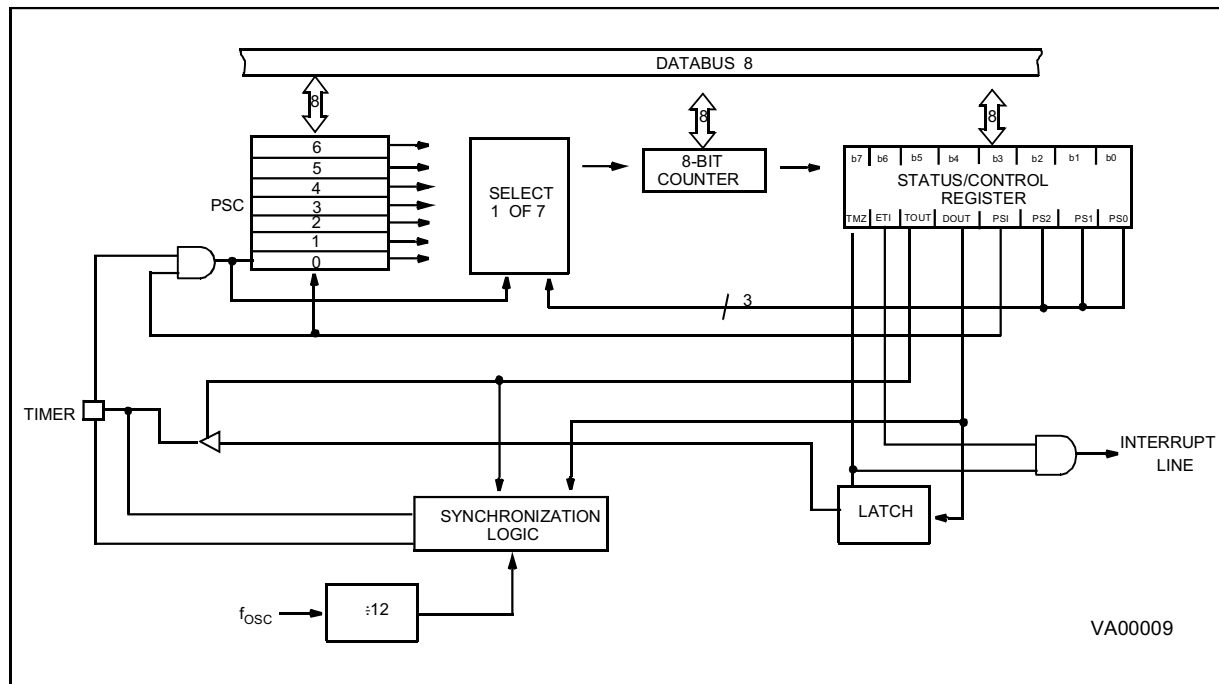 DATABUS 8
8
8
8
6
5
4
3
2
1
0
PSC
SELECT
1 OF 7
8-BIT
COUNTER
b7 b6 b5 b4 b3 b2 b1 b0
STATUS/CONTROL
REGISTER
TMZ ETI TOUT DOUT PSI PS2 PS1 PS0
3
TIMER
INTERRUPT
LINE
LATCH
SYNCHRONIZATION
LOGIC
fOSC
÷12
VA00009